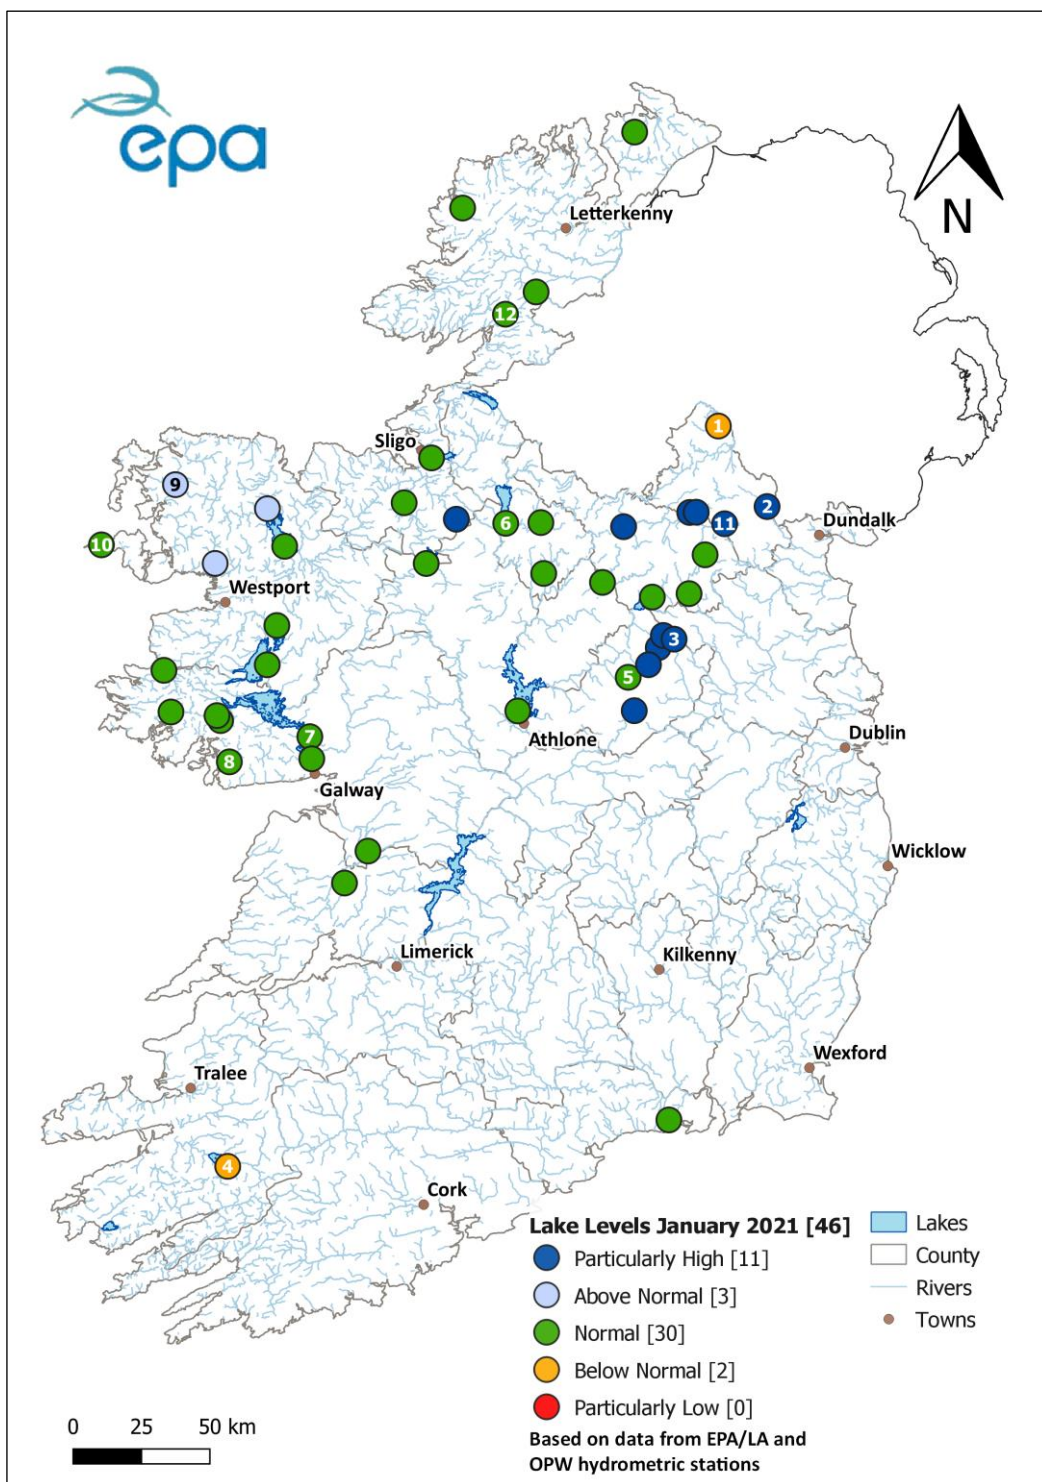 epa
N
Letterkenny
12
Sligo
1
9
2
11
6
Dundalk
10
Westport
3
5
7
8
Athlone
Dublin
Galway
Wicklow
Limerick
Kilkenny
Wexford
Tralee
4
Cork
Lake Levels January 2021 [46]
Particularly High [11]
Above Normal [3]
Normal [30]
Below Normal [2]
Particularly Low [0]
Based on data from EPA/LA and
OPW hydrometric stations
Lakes
County
Rivers
Towns
0 25 50 km